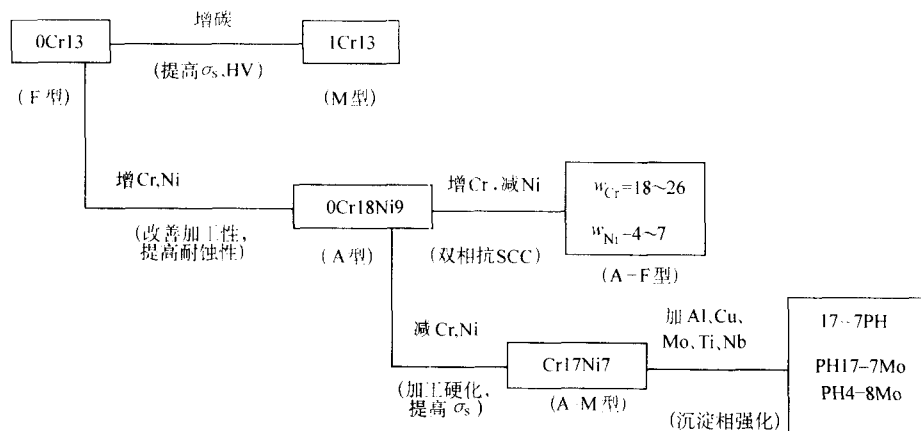 增碳
0Cr13
1Cr13
(提高σs,HV)
(F型)
(M型)
增Cr,Ni
增Cr,减Ni
0Cr18Ni9
wCr=18~26
wNi-4~7
(改善加工性,
提高耐蚀性)
(A型)
(双相抗SCC)
(A-F型)
减Cr,Ni
加Al,Cu,
Mo,Ti,Nb
Cr17Ni7
17-7PH
PH17-7Mo
PH4-8Mo
(加工硬化,
提高σs)
(A-M型)
(沉淀相强化)